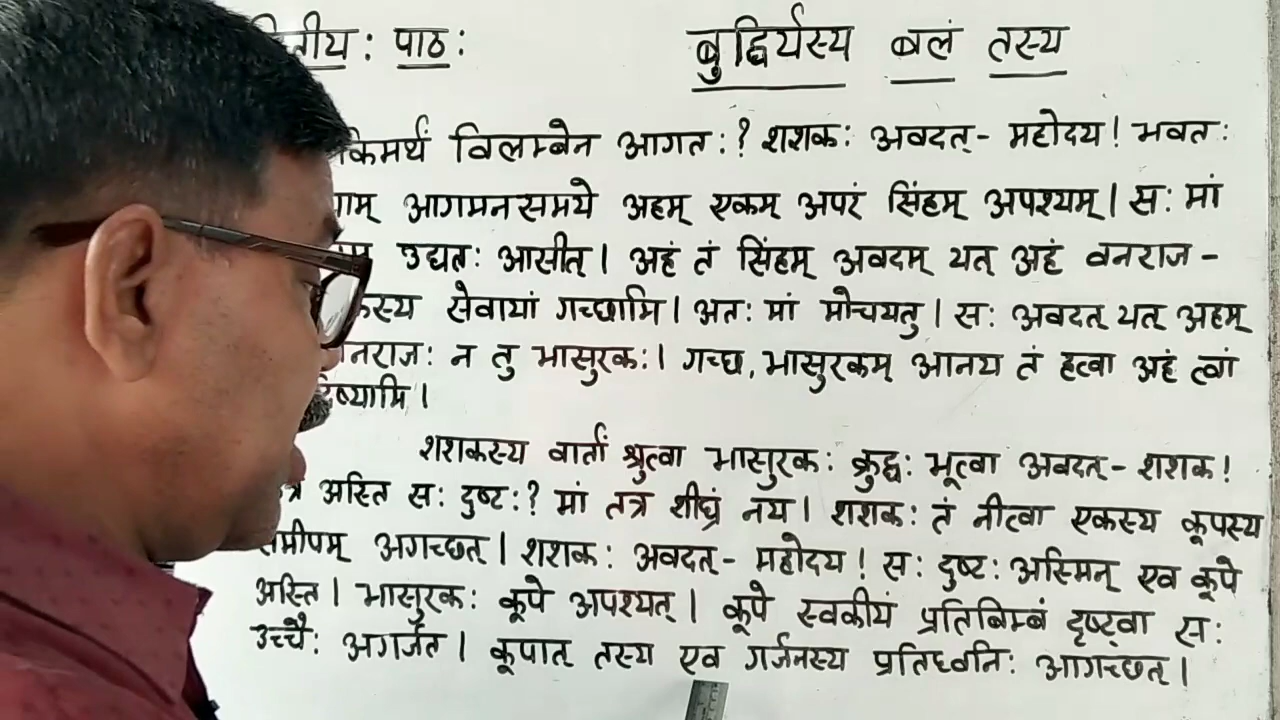 पाठ: बुद्धिर्यस्य बलं तस्य
किमर्थं विलम्बेन आगत:? शशक: अवदत्- महोदय! भवत:
आगमनसमये अहम् एकम् अपरं सिंहम् अपश्यम्। स: मां
उद्यत: आसीत्। अहं तं सिंहम् अवदम् यत् अहं वनराज-
सेवायां गच्छामि। अत: मां मोचयतु। स: अवदत् यत् अहम्
न तु भासुरक:। गच्छ, भासुरकम् आनय तं हत्वा अहं त्वां
शशकस्य वार्तां श्रुत्वा भासुरक: क्रुद्ध: भूत्वा अवदत्- शशक!
अस्ति स: दुष्ट:? मां तत्र शीघ्रं नय। शशक: तं नीत्वा एकस्य कूपस्य
समीपम् अगच्छत्। शशक: अवदत्- महोदय! स: दुष्ट: अस्मिन् एव कूपे
अस्ति। भासुरक: कूपे अपश्यत्। कूपे स्वकीयं प्रतिबिम्बं दृष्ट्वा स:
उच्चै: अगर्जत। कूपात् तस्य एव गर्जनस्य प्रतिध्वनि: आगच्छत्।